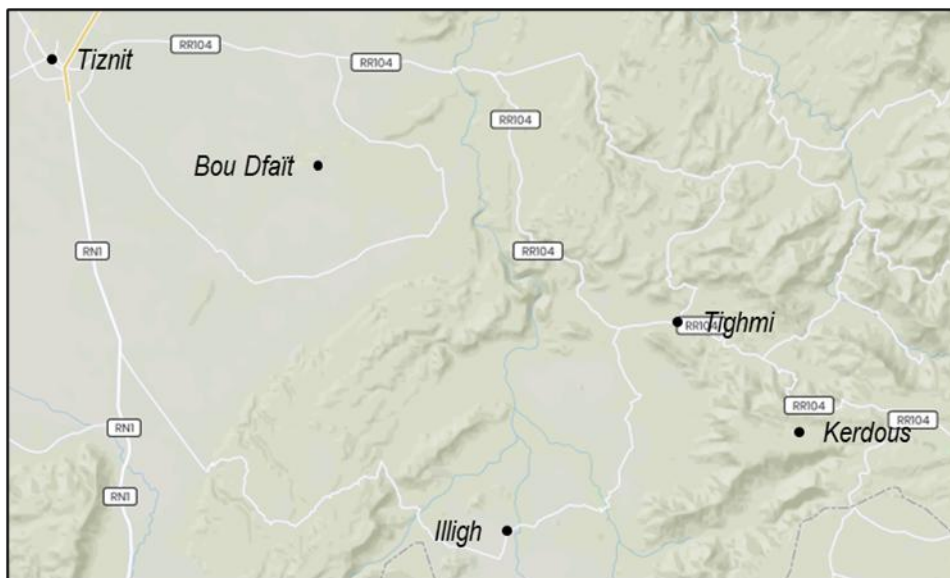 RR104
Tiznit
RR104
RR104
Bou Dfaït
RN1
RR104
RR104
Tighmi
RR104
RR104
Kerdous
RN1
RN1
Illigh